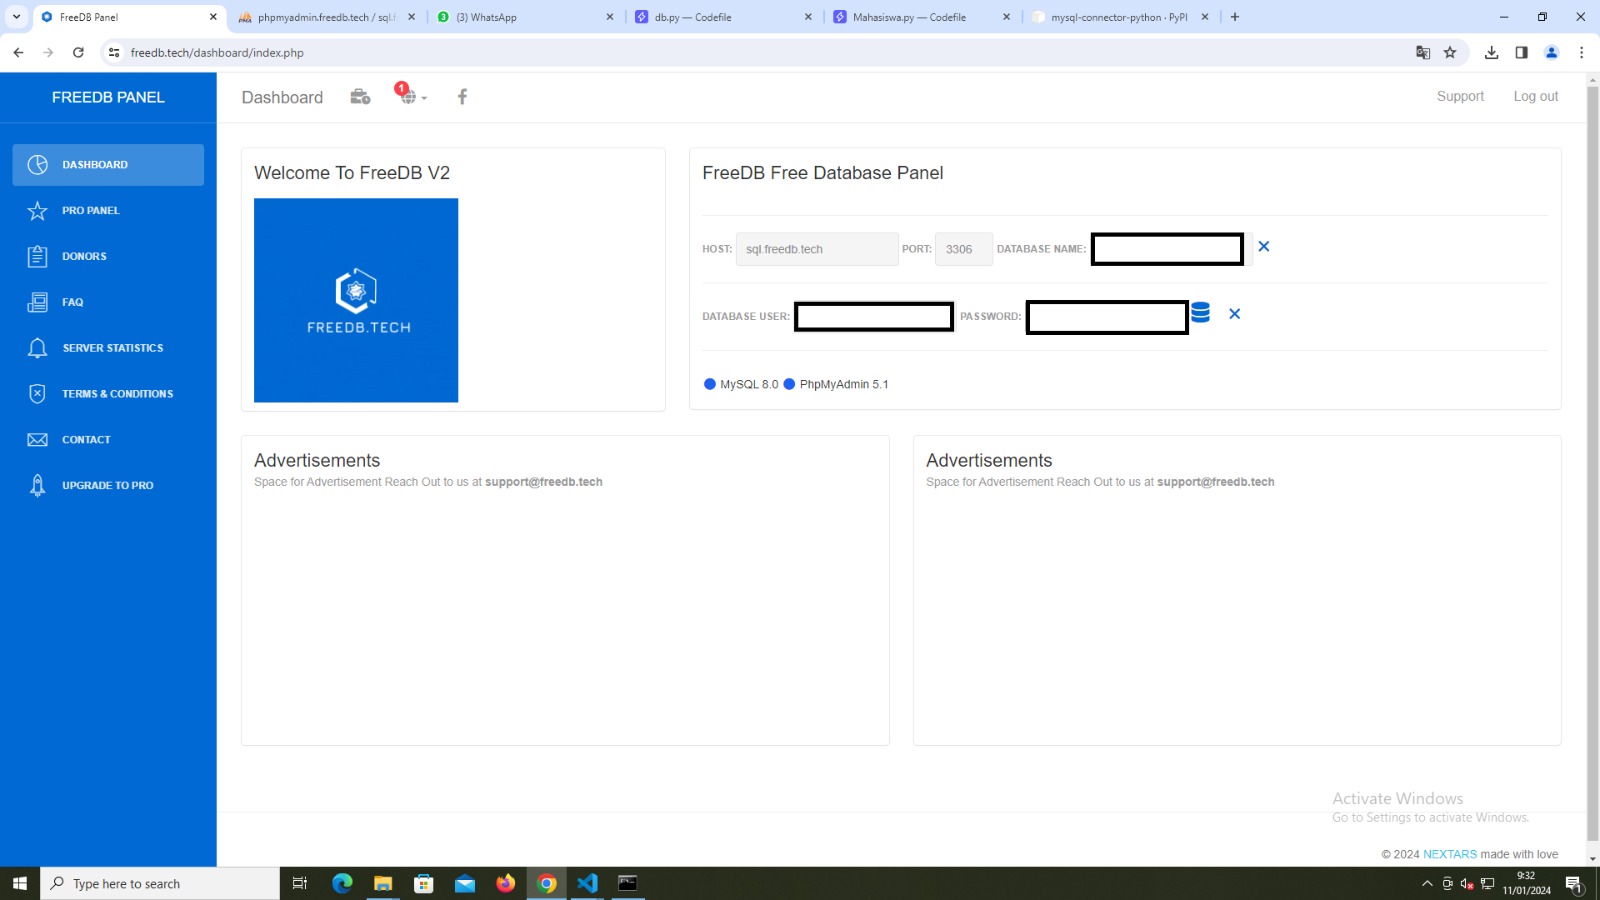 FreeDB Panel
phpmyadmin.freedb.tech / sql.f
(3) WhatsApp
db.py — Codefile
Mahasiswa.py — Codefile
mysql-connector-python · PyPI
freedb.tech/dashboard/index.php
FREEDB PANEL
Dashboard
1
Support
Log out
DASHBOARD
PRO PANEL
DONORS
FAQ
SERVER STATISTICS
TERMS & CONDITIONS
CONTACT
UPGRADE TO PRO
Welcome To FreeDB V2
FREEDB.TECH
FreeDB Free Database Panel
HOST: sql.freedb.tech PORT: 3306 DATABASE NAME:
DATABASE USER: PASSWORD:
MySQL 8.0 PhpMyAdmin 5.1
Advertisements
Space for Advertisement Reach Out to us at support@freedb.tech
Advertisements
Space for Advertisement Reach Out to us at support@freedb.tech
Activate Windows
Go to Settings to activate Windows.
© 2024 NEXTARS made with love
Type here to search
9:32
11/01/2024
1